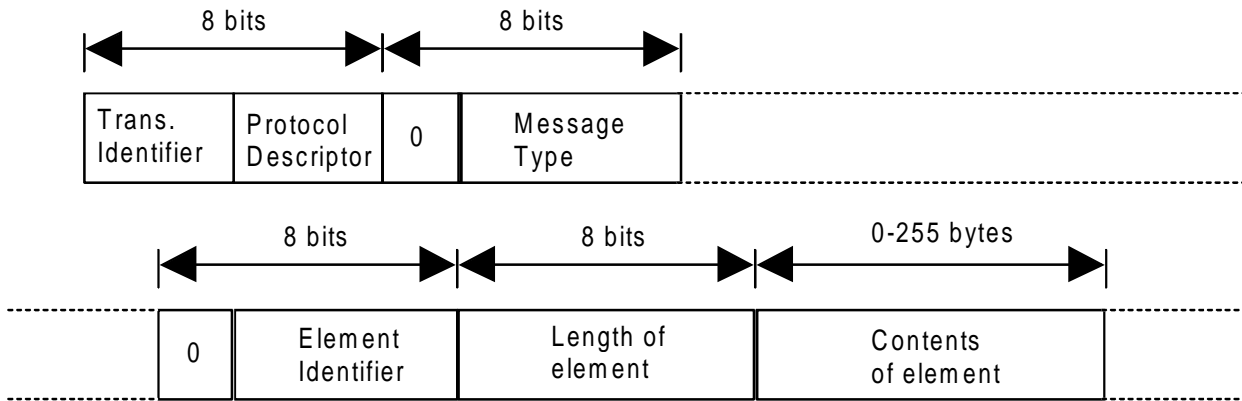 8 bits 8 bits
Trans. Identifier
Protocol Descriptor
0
Message Type
8 bits 8 bits 0-255 bytes
0
Element Identifier
Length of element
Contents of element